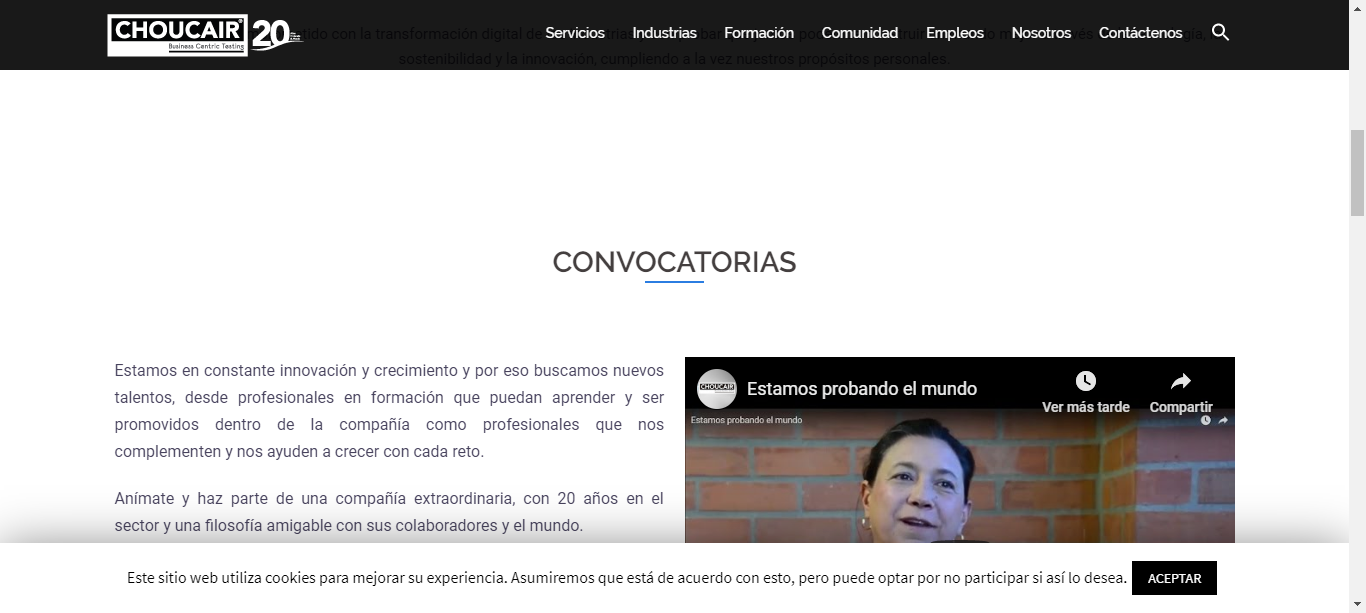 CHOUCAIR
Business Centric Testing
20
Servicios Industrias Formación Comunidad Empleos Nosotros Contáctenos
tido con la transformación digital de
sostenibilidad y la innovación, cumpliendo a la vez nuestros propósitos personales.
CONVOCATORIAS
Estamos en constante innovación y crecimiento y por eso buscamos nuevos
talentos, desde profesionales en formación que puedan aprender y ser
promovidos dentro de la compañía como profesionales que nos
complementen y nos ayuden a crecer con cada reto.
Anímate y haz parte de una compañía extraordinaria, con 20 años en el
sector y una filosofía amigable con sus colaboradores y el mundo.
CHOUCAIR
Estamos probando el mundo
Ver más tarde
Compartir
Estamos probando el mundo
Este sitio web utiliza cookies para mejorar su experiencia. Asumiremos que está de acuerdo con esto, pero puede optar por no participar si así lo desea. ACEPTAR